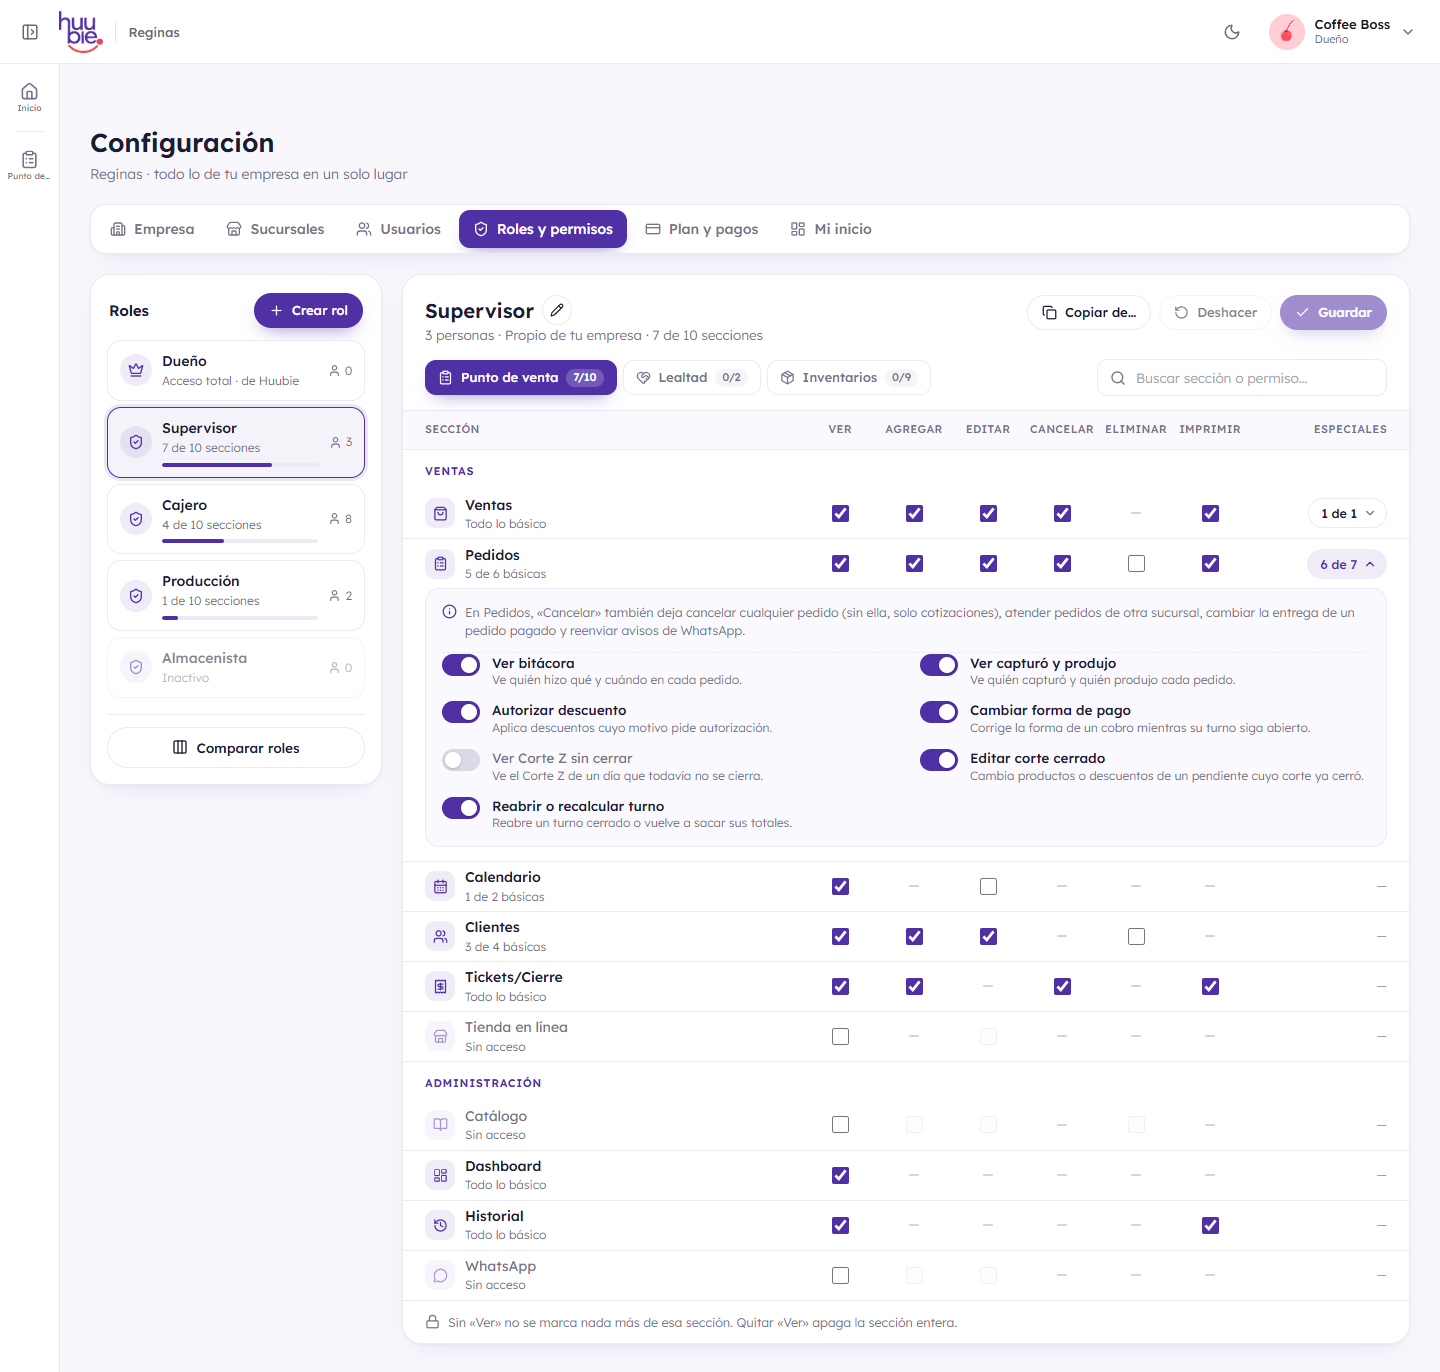 huubie.
Reginas
Coffee Boss
Dueño
Inicio
Punto de...
Configuración
Reginas · todo lo de tu empresa en un solo lugar
Empresa
Sucursales
Usuarios
Roles y permisos
Plan y pagos
Mi inicio
Roles
Crear rol
Dueño
Acceso total · de Huubie
0
Supervisor
7 de 10 secciones
3
Cajero
4 de 10 secciones
8
Producción
1 de 10 secciones
2
Almacenista
Inactivo
0
Comparar roles
Supervisor
3 personas · Propio de tu empresa · 7 de 10 secciones
Copiar de...
Deshacer
Guardar
Punto de venta 7/10
Lealtad 0/2
Inventarios 0/9
Buscar sección o permiso...
SECCIÓN VER AGREGAR EDITAR CANCELAR ELIMINAR IMPRIMIR ESPECIALES
VENTAS
Ventas
Todo lo básico
1 de 1
Pedidos
5 de 6 básicas
6 de 7
En Pedidos, «Cancelar» también deja cancelar cualquier pedido (sin ella, solo cotizaciones), atender pedidos de otra sucursal, cambiar la entrega de un
pedido pagado y reenviar avisos de WhatsApp.
Ver bitácora
Ve quién hizo qué y cuándo en cada pedido.
Ver capturó y produjo
Ve quién capturó y quién produjo cada pedido.
Autorizar descuento
Aplica descuentos cuyo motivo pide autorización.
Cambiar forma de pago
Corrige la forma de un cobro mientras su turno siga abierto.
Ver Corte Z sin cerrar
Ve el Corte Z de un día que todavía no se cierra.
Editar corte cerrado
Cambia productos o descuentos de un pendiente cuyo corte ya cerró.
Reabrir o recalcular turno
Reabre un turno cerrado o vuelve a sacar sus totales.
Calendario
1 de 2 básicas
—
Clientes
3 de 4 básicas
—
Tickets/Cierre
Todo lo básico
—
Tienda en línea
Sin acceso
—
ADMINISTRACIÓN
Catálogo
Sin acceso
—
Dashboard
Todo lo básico
—
Historial
Todo lo básico
—
WhatsApp
Sin acceso
—
Sin «Ver» no se marca nada más de esa sección. Quitar «Ver» apaga la sección entera.